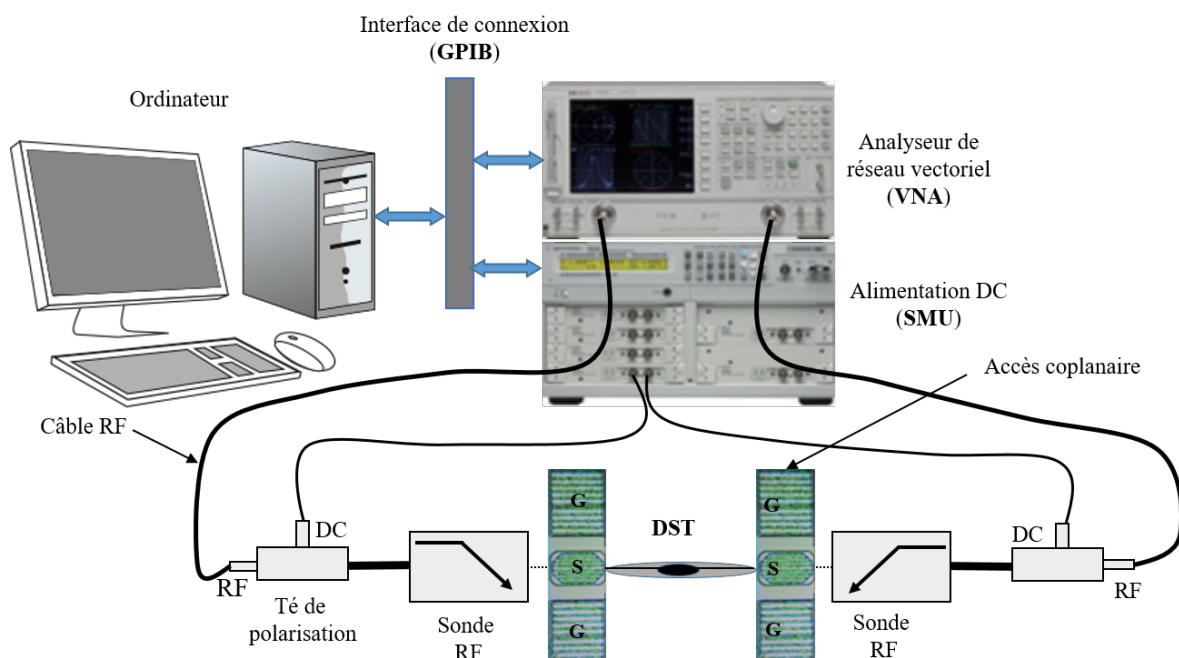 Interface de connexion
(GPIB)
Ordinateur
Analyseur de
réseau vectoriel
(VNA)
Alimentation DC
(SMU)
Accès coplanaire
Câble RF
G
G
DC
DST
DC
S
S
RF
RF
Té de
polarisation
Sonde
RF
G
G
Sonde
RF